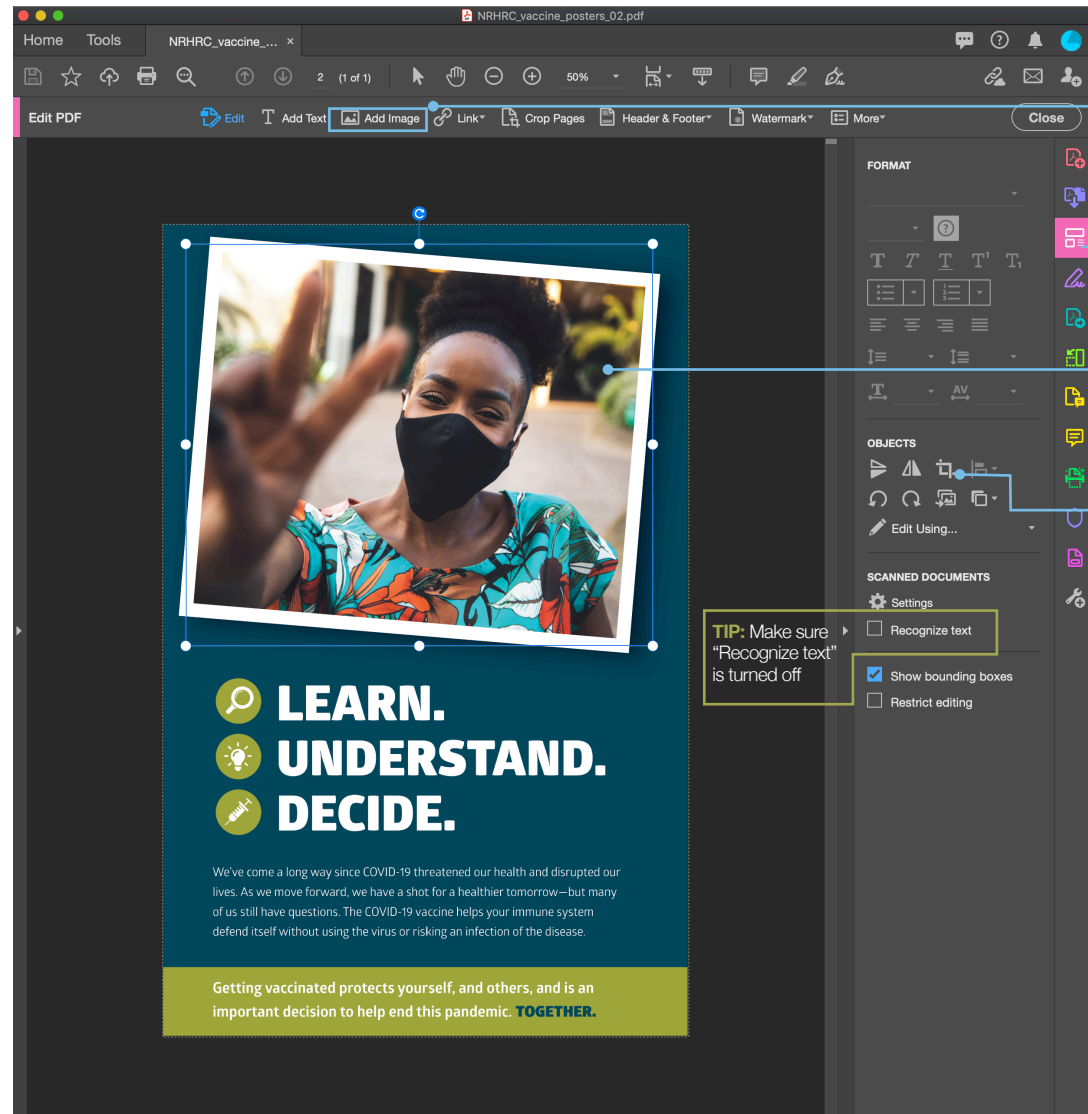 NRHRC_vaccine_posters_02.pdf
Home Tools NRHRC_vaccine_... ×
2 (1 of 1) 50%
Edit PDF Edit Add Text Add Image Link Crop Pages Header & Footer Watermark More Close
FORMAT
OBJECTS
Edit Using...
SCANNED DOCUMENTS
Settings
Recognize text
Show bounding boxes
Restrict editing
TIP: Make sure
“Recognize text”
is turned off
LEARN.
UNDERSTAND.
DECIDE.
We've come a long way since COVID-19 threatened our health and disrupted our
lives. As we move forward, we have a shot for a healthier tomorrow—but many
of us still have questions. The COVID-19 vaccine helps your immune system
defend itself without using the virus or risking an infection of the disease.
Getting vaccinated protects yourself, and others, and is an
important decision to help end this pandemic. TOGETHER.